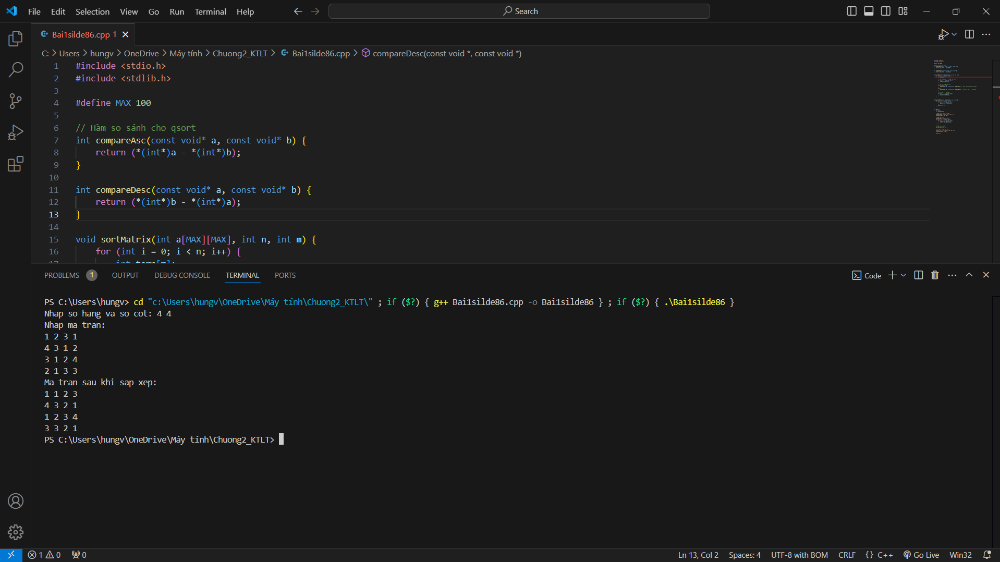 File Edit Selection View Go Run Terminal Help
Search
Bai1silde86.cpp 1
C: > Users > hungv > OneDrive > Máy tính > Chuong2_KTLT > Bai1silde86.cpp > compareDesc(const void *, const void *)
1 #include <stdio.h>
2 #include <stdlib.h>
3
4 #define MAX 100
5
6 // Hàm so sánh cho qsort
7 int compareAsc(const void* a, const void* b) {
8 return (*(int*)a - *(int*)b);
9 }
10
11 int compareDesc(const void* a, const void* b) {
12 return (*(int*)b - *(int*)a);
13 }
14
15 void sortMatrix(int a[MAX][MAX], int n, int m) {
16 for (int i = 0; i < n; i++) {
17 int temp[m];
PROBLEMS 1 OUTPUT DEBUG CONSOLE TERMINAL PORTS
Code
PS C:\Users\hungv> cd "c:\Users\hungv\OneDrive\Máy tính\Chuong2_KTLT\" ; if ($?) { g++ Bai1silde86.cpp -o Bai1silde86 } ; if ($?) { .\Bai1silde86 }
Nhap so hang va so cot: 4 4
Nhap ma tran:
1 2 3 1
4 3 1 2
3 1 2 4
2 1 3 3
Ma tran sau khi sap xep:
1 1 2 3
4 3 2 1
1 2 3 4
3 3 2 1
PS C:\Users\hungv\OneDrive\Máy tính\Chuong2_KTLT>
1 0 0 Ln 13, Col 2 Spaces: 4 UTF-8 with BOM CRLF {} C++ Go Live Win32